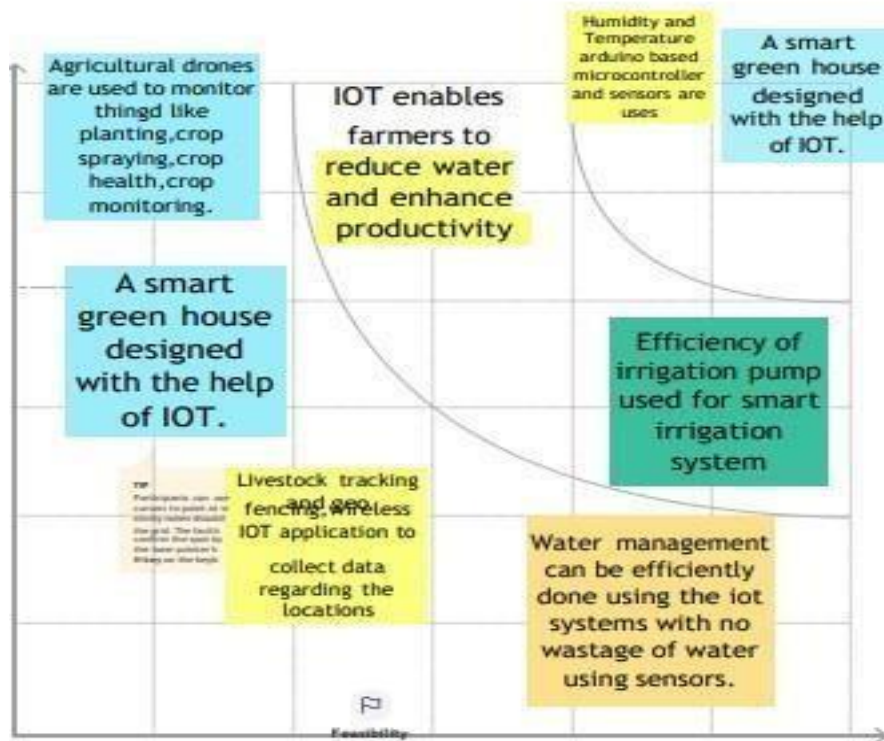 Agricultural drones
are used to monitor
thingd like
planting,crop
spraying,crop
health,crop
monitoring.
IOT enables
farmers to
reduce water
and enhance
productivity
Humidity and
Temperature
arduino based
microcontroller
and sensors are
uses
A smart
green house
designed
with the help
of IOT.
A smart
green house
designed
with the help
of IOT.
Efficiency of
irrigation pump
used for smart
irrigation
system
TIP
Participants can use
Livestock tracking
and geo
fencing,wireless
IOT application to
collect data
regarding the
locations
Water management
can be efficiently
done using the iot
systems with no
wastage of water
using sensors.
Feasibility